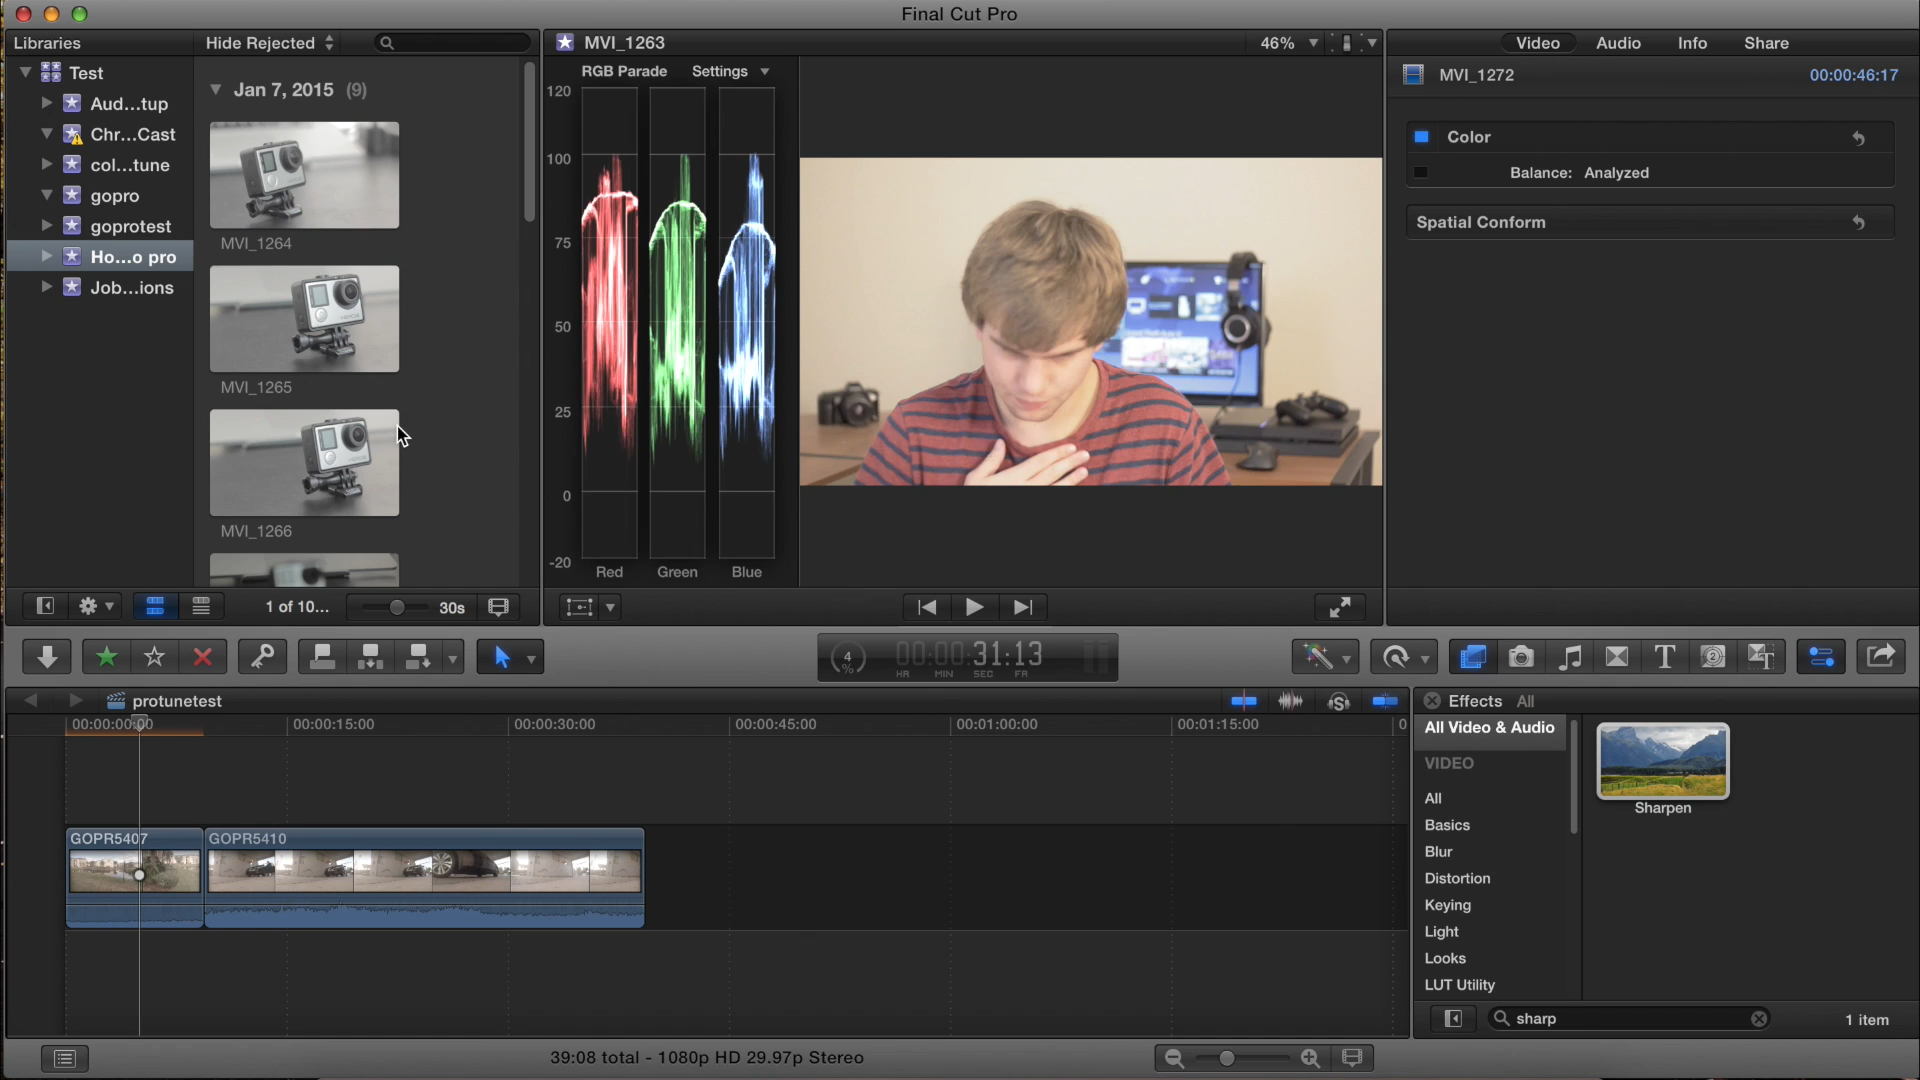 Final Cut Pro
Libraries
Hide Rejected
MVI_1263
46%
Video
Audio
Info
Share
Test
Aud...tup
Chr...Cast
col...tune
gopro
goprotest
Ho...o pro
Job...ions
Jan 7, 2015 (9)
MVI_1264
MVI_1265
MVI_1266
RGB Parade
Settings
120
100
75
50
25
0
-20
Red
Green
Blue
MVI_1272
00:00:46:17
Color
Balance: Analyzed
Spatial Conform
1 of 10...
30s
4
%
00:00:31:13
HR MIN SEC FR
protunetest
00:00:00:00
00:00:15:00
00:00:30:00
00:00:45:00
00:01:00:00
00:01:15:00
0
GOPR5407
GOPR5410
Effects All
All Video & Audio
VIDEO
All
Basics
Blur
Distortion
Keying
Light
Looks
LUT Utility
Sharpen
sharp
1 item
39:08 total - 1080p HD 29.97p Stereo